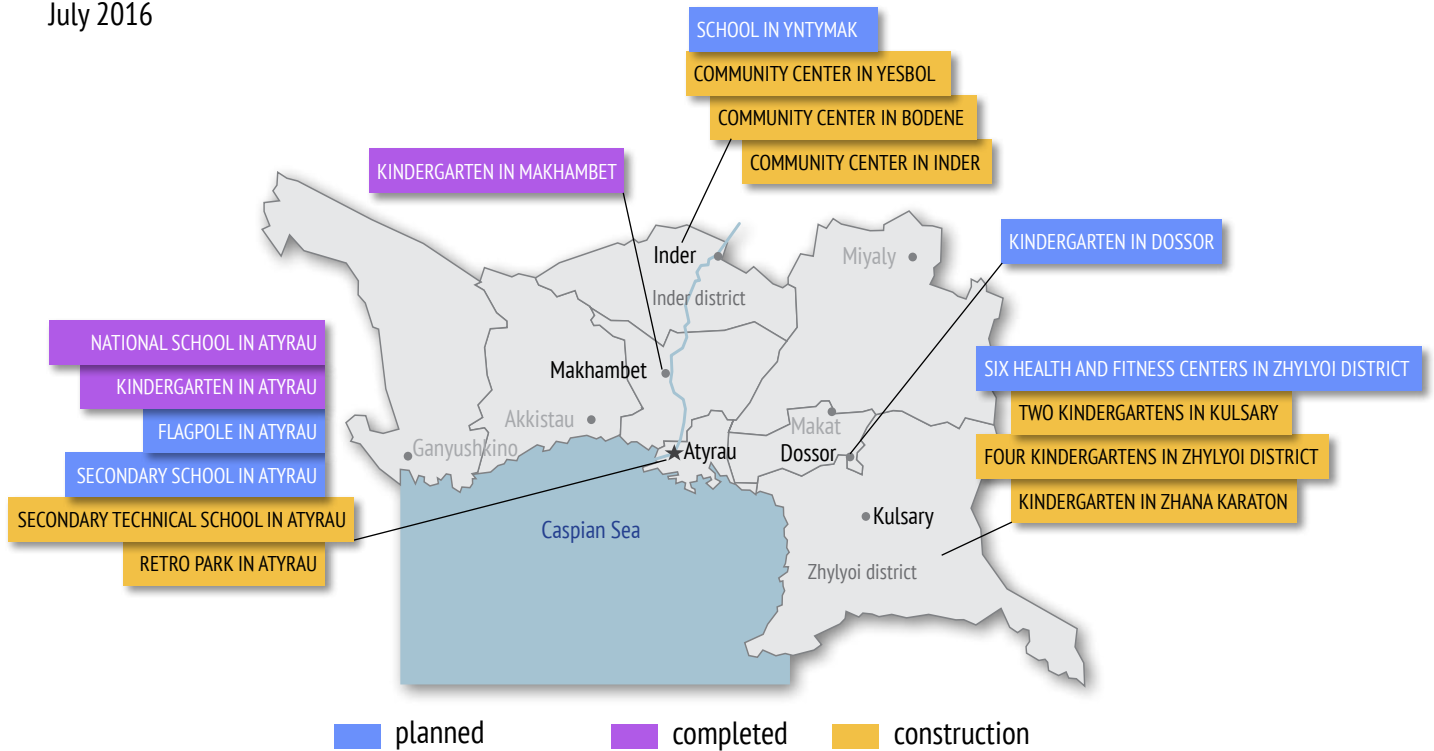 July 2016
SCHOOL IN YNTYMAK
COMMUNITY CENTER IN YESBOL
COMMUNITY CENTER IN BODENE
COMMUNITY CENTER IN INDER
KINDERGARTEN IN MAKHAMBET
KINDERGARTEN IN DOSSOR
Inder
Miyaly
Inder district
NATIONAL SCHOOL IN ATYRAU
KINDERGARTEN IN ATYRAU
FLAGPOLE IN ATYRAU
SECONDARY SCHOOL IN ATYRAU
SECONDARY TECHNICAL SCHOOL IN ATYRAU
RETRO PARK IN ATYRAU
Makhambet
Akkistau
Ganyushkino
Atyrau
Makat
Dossor
Kulsary
Caspian Sea
Zhylyoi district
SIX HEALTH AND FITNESS CENTERS IN ZHYLYOI DISTRICT
TWO KINDERGARTENS IN KULSARY
FOUR KINDERGARTENS IN ZHYLYOI DISTRICT
KINDERGARTEN IN ZHANA KARATON
planned
completed
construction